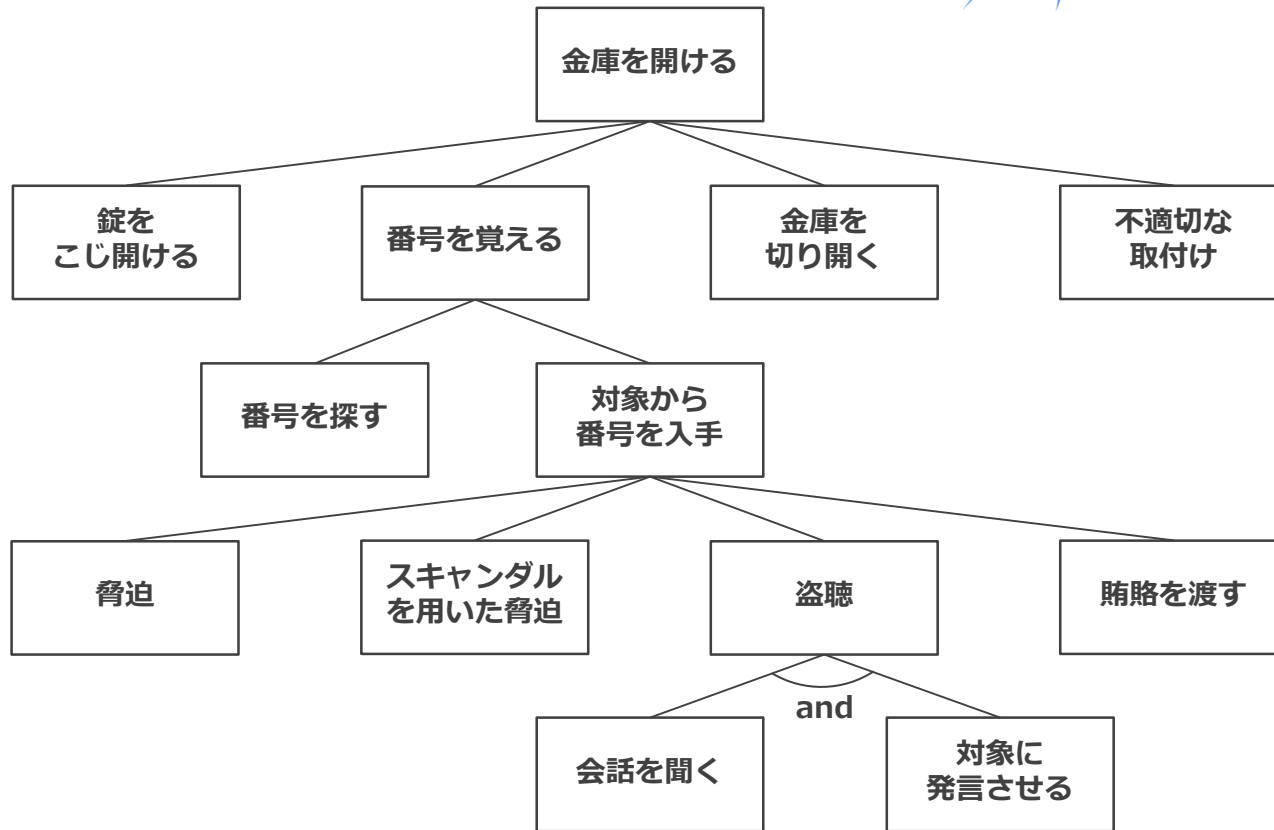 金庫を開ける
錠を
こじ開ける
番号を覚える
金庫を
切り開く
不適切な
取付け
番号を探す
対象から
番号を入手
脅迫
スキャンダル
を用いた脅迫
盗聴
賄賂を渡す
and
会話を聞く
対象に
発言させる